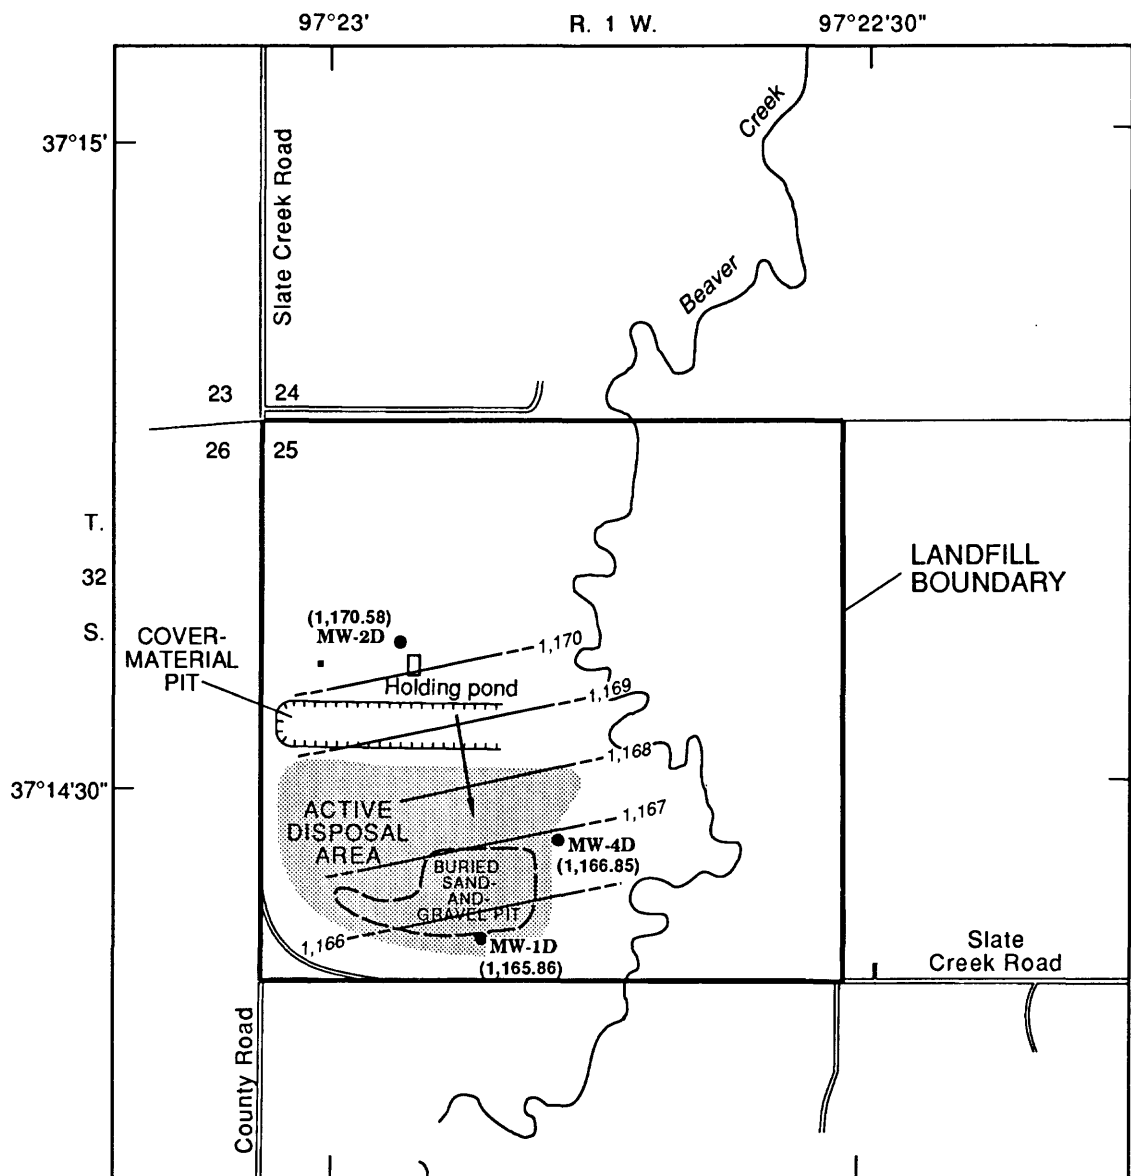 97°23'
R. 1 W.
97°22'30"
Creek
37°15'
Slate Creek Road
Beaver
23
24
26
25
T.
32
S.
LANDFILL
BOUNDARY
(1,170.58)
MW-2D
COVER-
MATERIAL
PIT
1,170
Holding pond
1,169
1,168
37°14'30"
1,167
ACTIVE
DISPOSAL
AREA
MW-4D
(1,166.85)
BURIED
SAND-
AND-
GRAVEL PIT
1,166
MW-1D
(1,165.86)
Slate
Creek Road
County Road